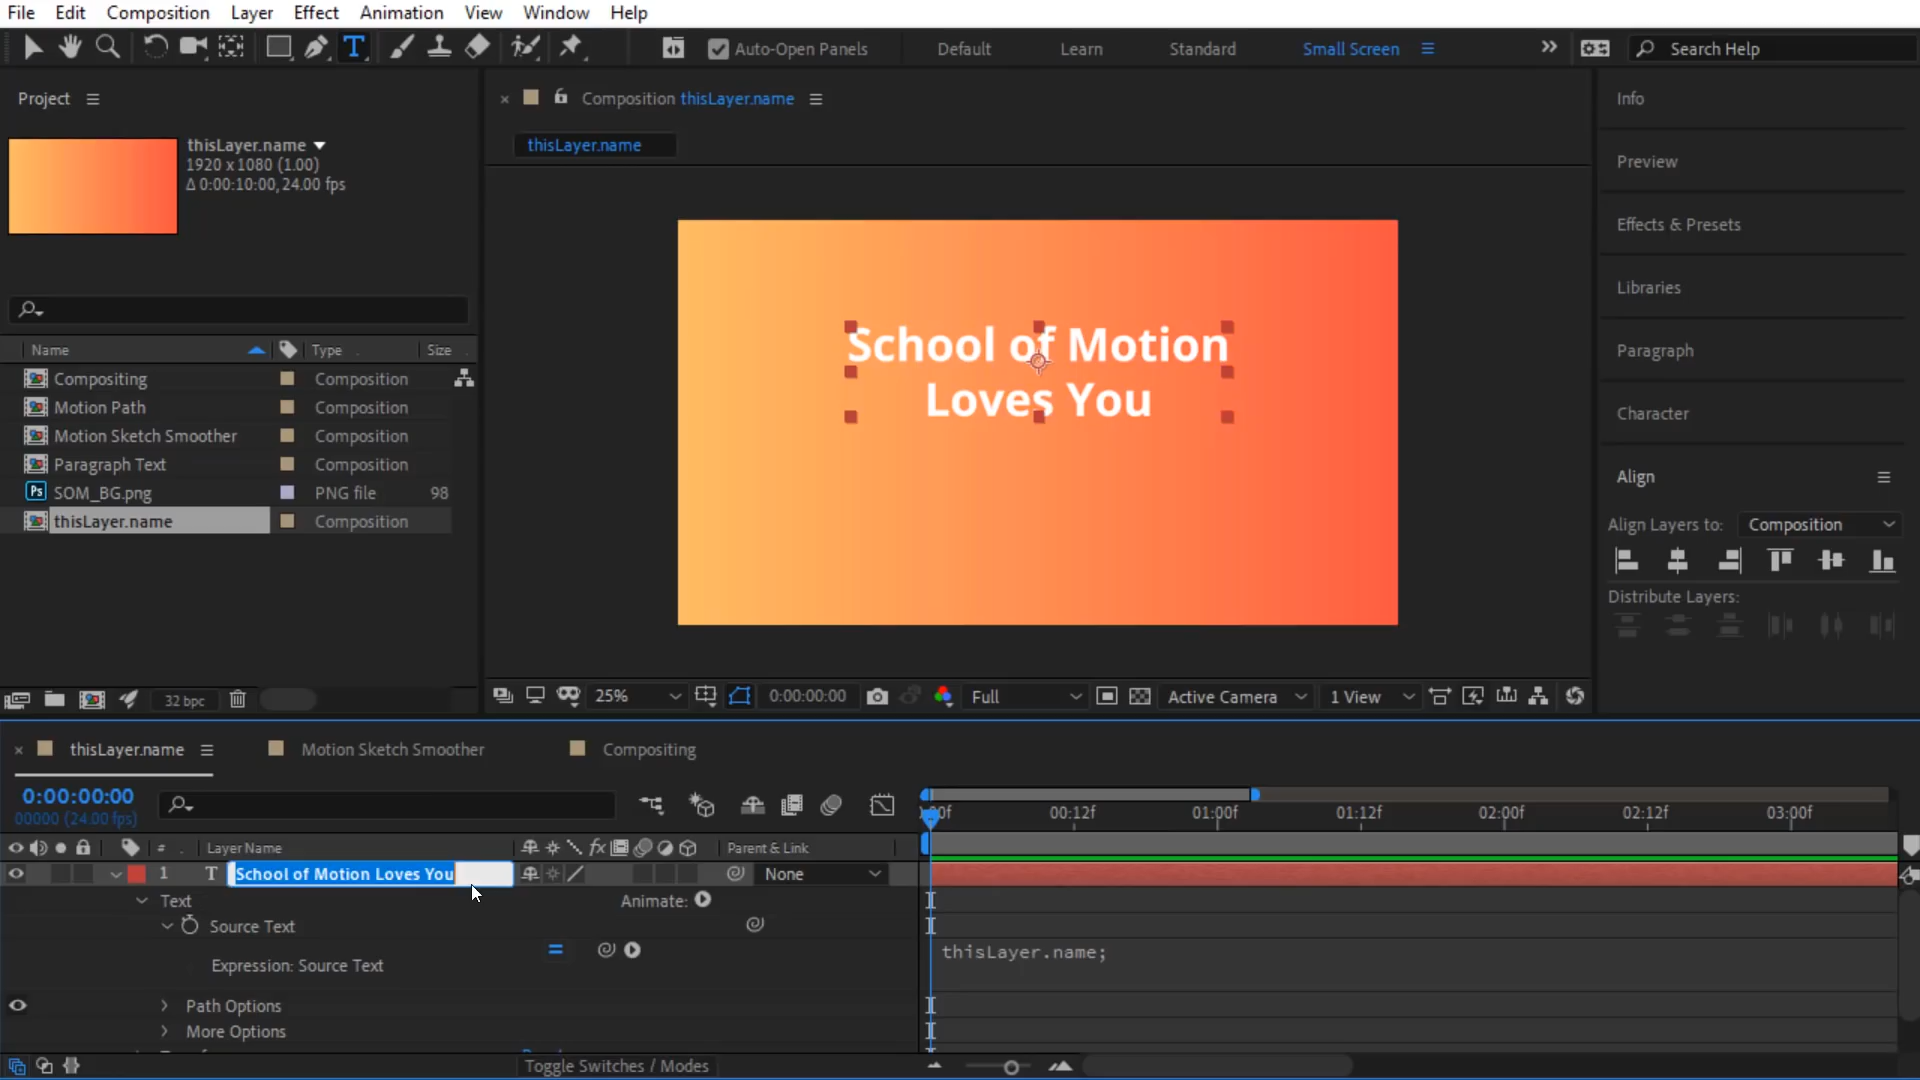 File Edit Composition Layer Effect Animation View Window Help
T Auto-Open Panels Default Learn Standard Small Screen Search Help
Project
thisLayer.name
1920 x 1080 (1.00)
Δ 0:00:10:00, 24.00 fps
Name Type Size
Compositing Composition
Motion Path Composition
Motion Sketch Smoother Composition
Paragraph Text Composition
Ps SOM_BG.png PNG file 98
thisLayer.name Composition
32 bpc
Composition thisLayer.name
thisLayer.name
School of Motion
Loves You
25% 0:00:00:00 Full Active Camera 1 View
Info
Preview
Effects & Presets
Libraries
Paragraph
Character
Align
Align Layers to: Composition
Distribute Layers:
thisLayer.name Motion Sketch Smoother Compositing
0:00:00:00
00000 (24.00 fps)
00f 00:12f 01:00f 01:12f 02:00f 02:12f 03:00f
# Layer Name fx Parent & Link
1 T School of Motion Loves You None
Text Animate:
Source Text
Expression: Source Text thisLayer.name;
Path Options
More Options
Toggle Switches / Modes